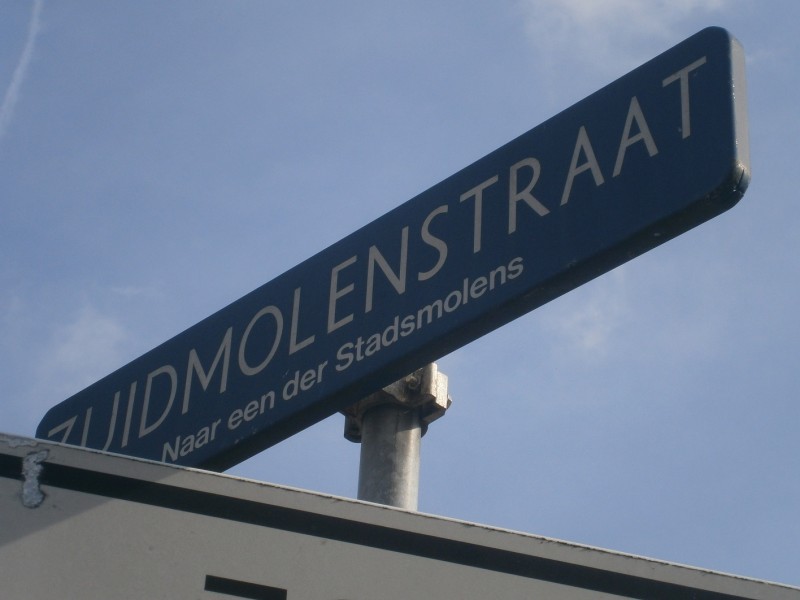 ZUIDMOLENSTRAAT
Naar een der Stadsmolens